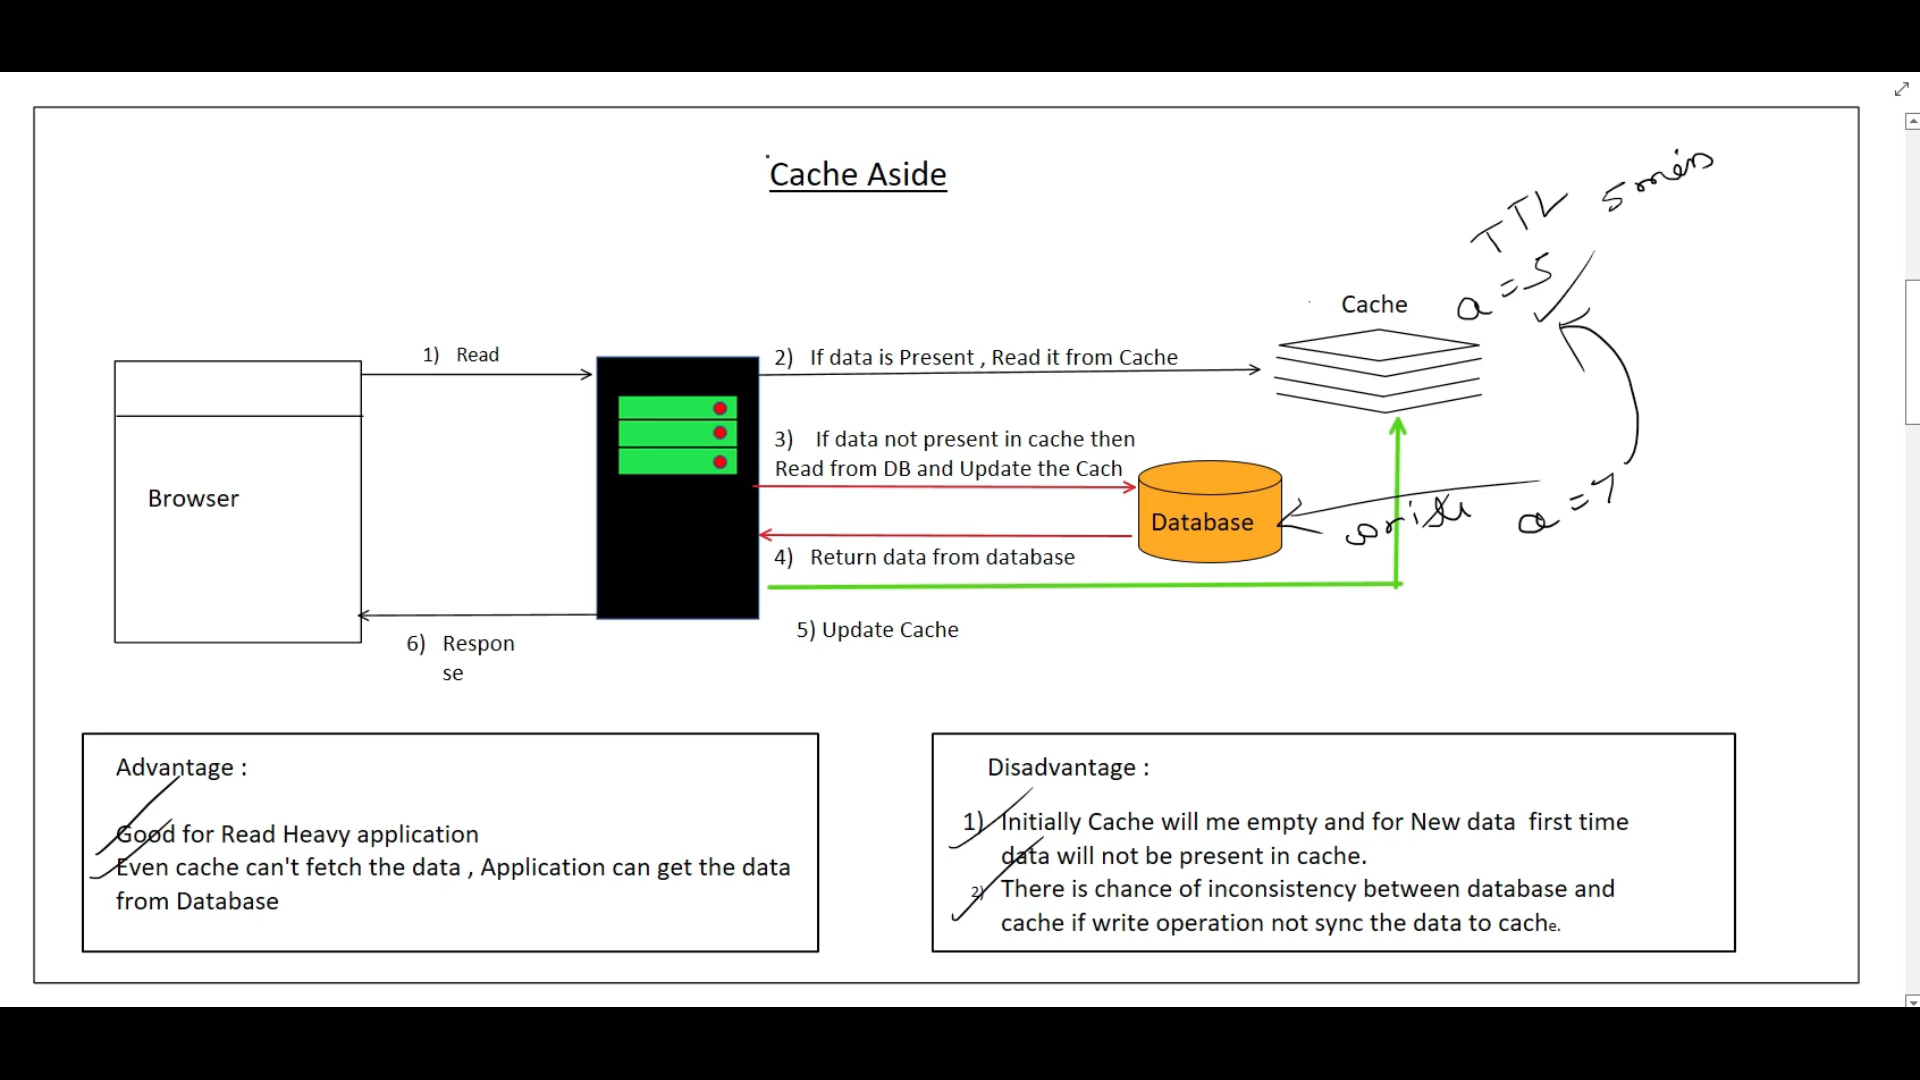 Cache Aside
TTL 5 mins
a = 5
Cache
1) Read
2) If data is Present , Read it from Cache
3) If data not present in cache then
Read from DB and Update the Cach
Browser
Database
write
a = 7
4) Return data from database
5) Update Cache
6) Respon
se
Advantage :
Good for Read Heavy application
Even cache can't fetch the data , Application can get the data
from Database
Disadvantage :
1) Initially Cache will me empty and for New data first time
data will not be present in cache.
2) There is chance of inconsistency between database and
cache if write operation not sync the data to cache.